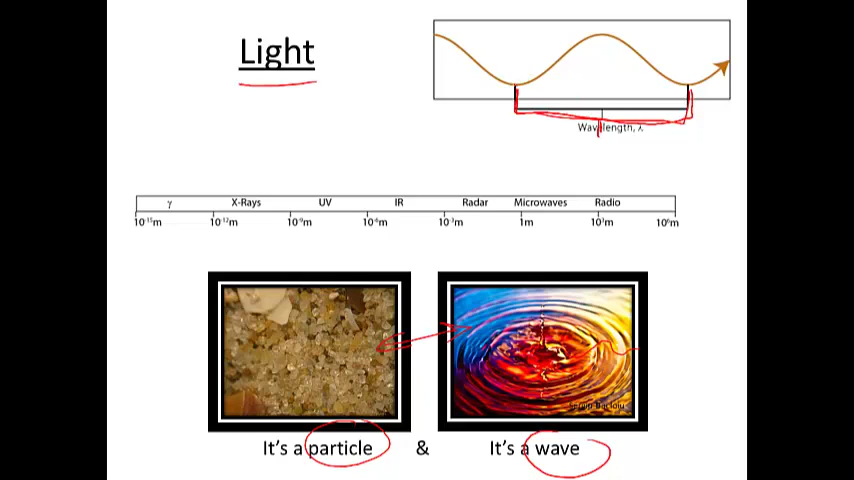 Light
Wavelength, λ
γ X-Rays UV IR Radar Microwaves Radio
10⁻¹⁵m 10⁻¹²m 10⁻⁹m 10⁻⁶m 10⁻³m 1m 10³m 10⁶m
It's a particle & It's a wave